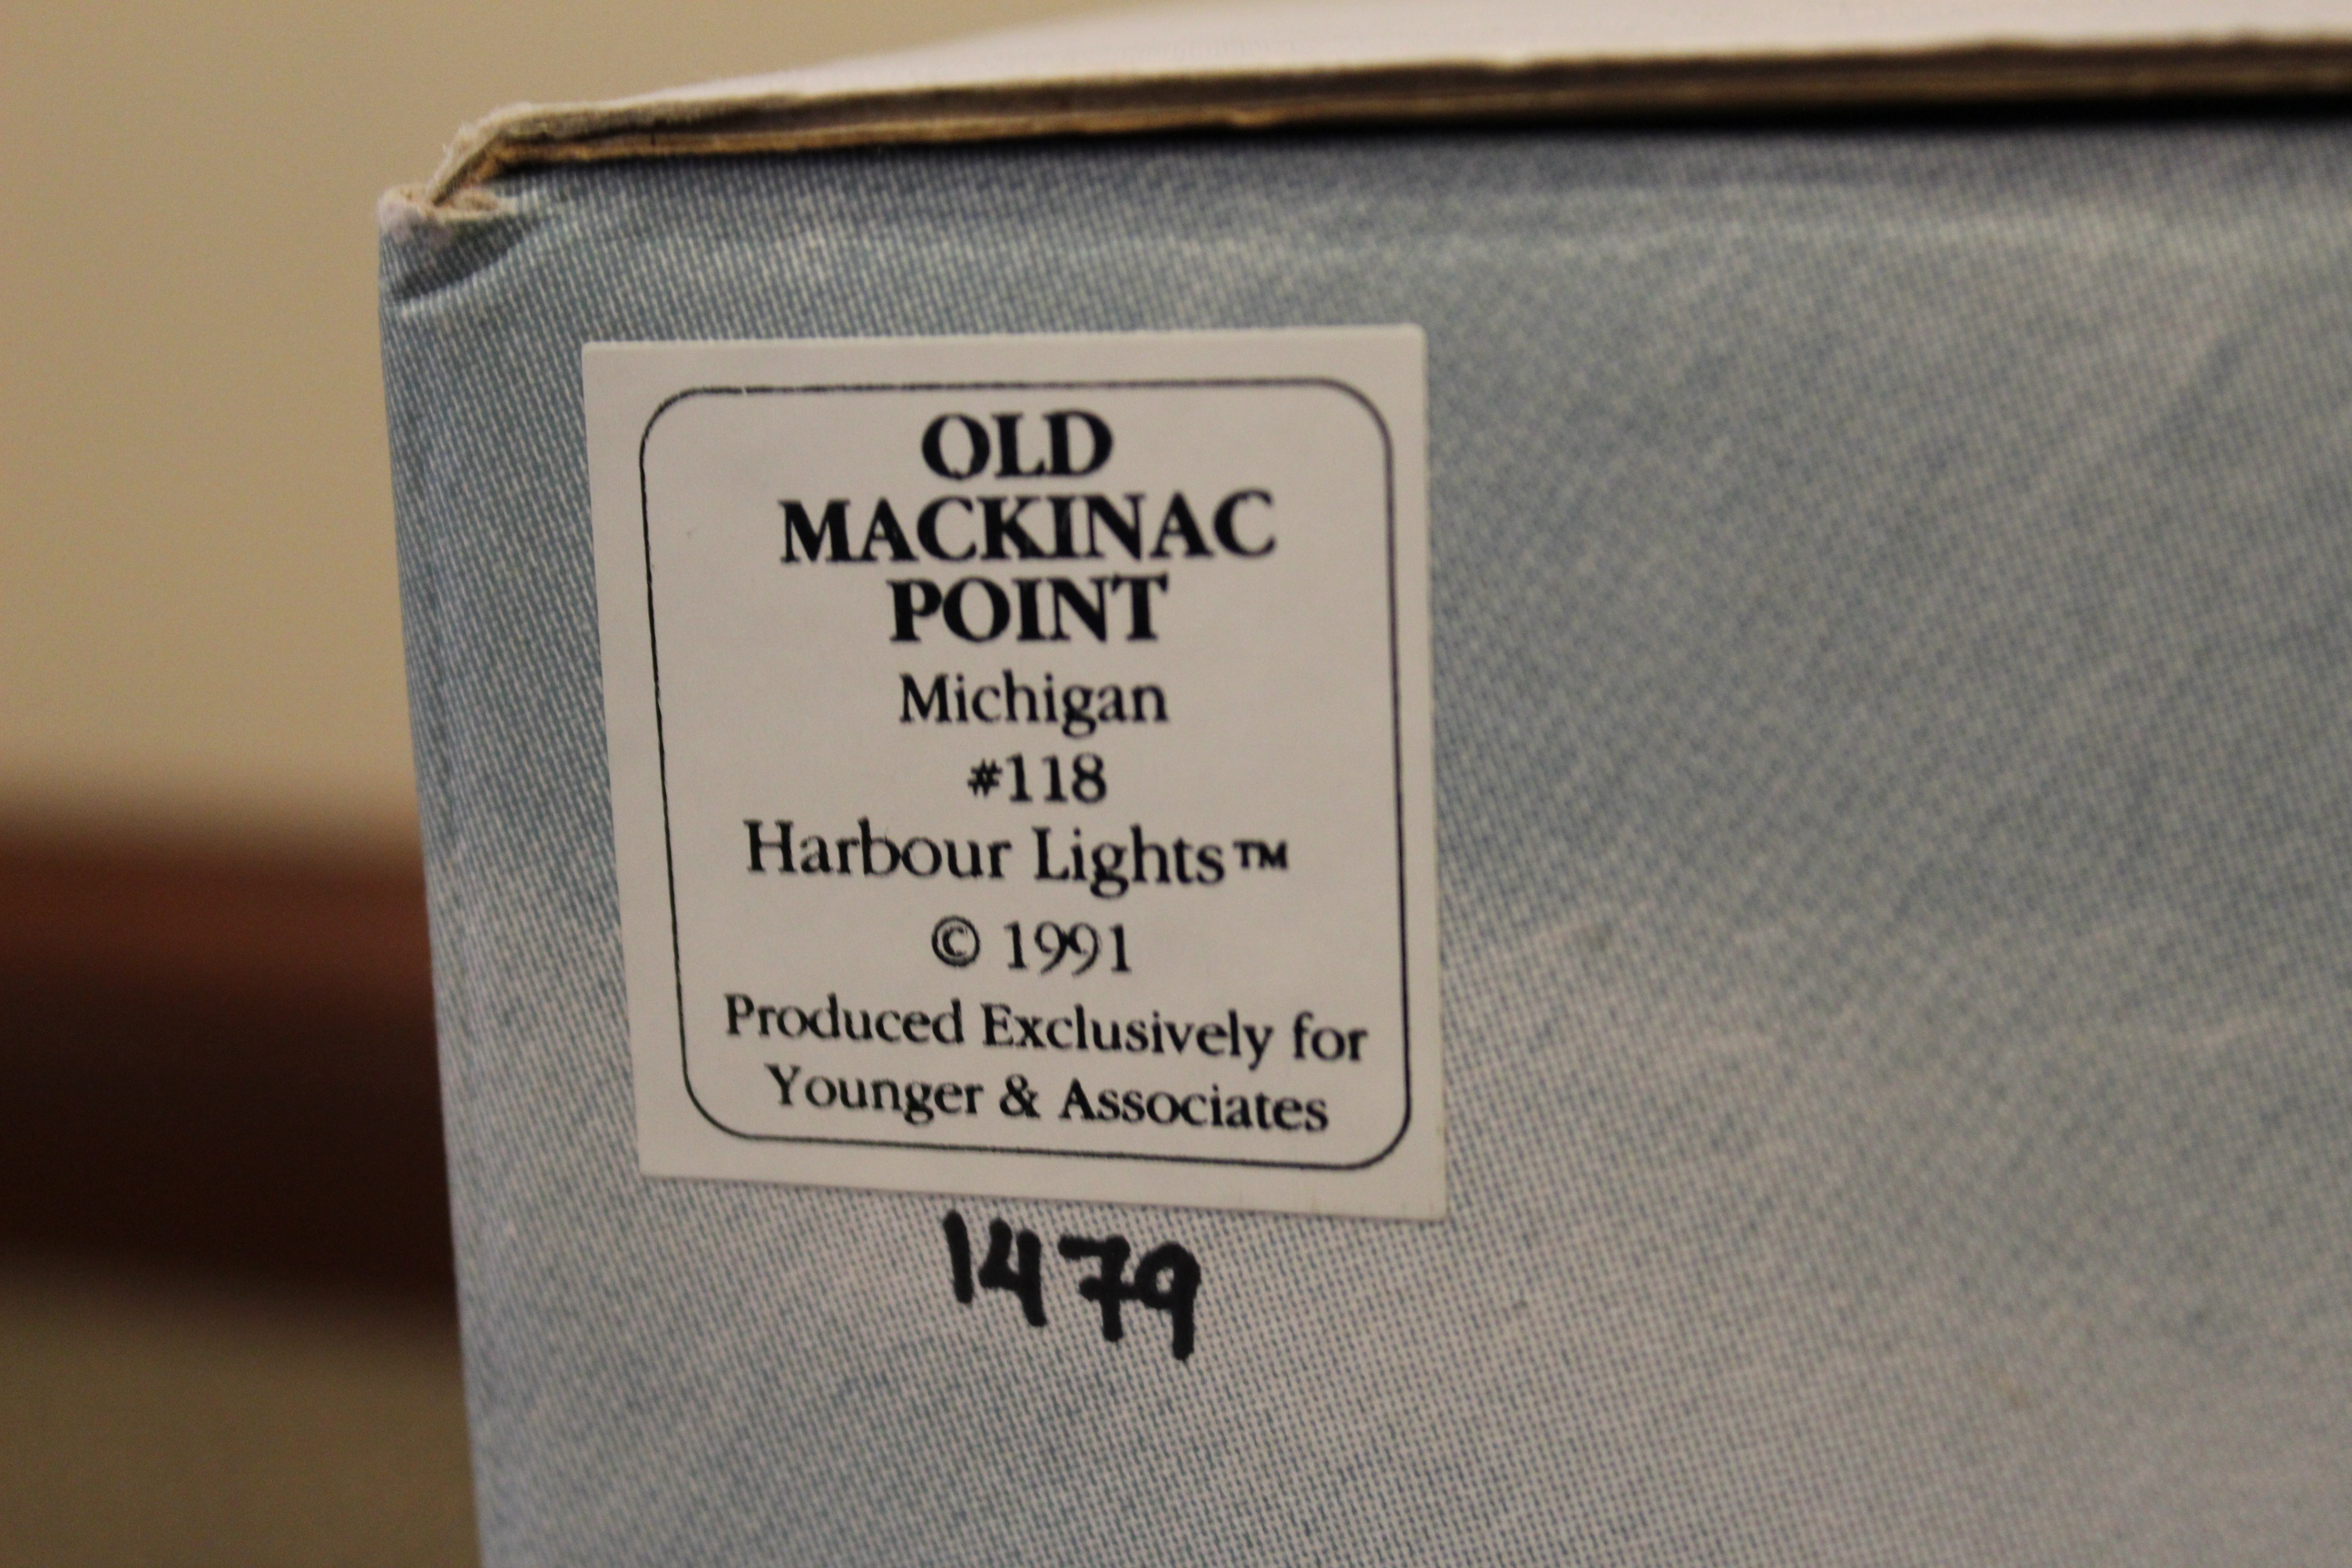 OLD
MACKINAC
POINT
Michigan
#118
Harbour Lights™
© 1991
Produced Exclusively for
Younger & Associates
1479